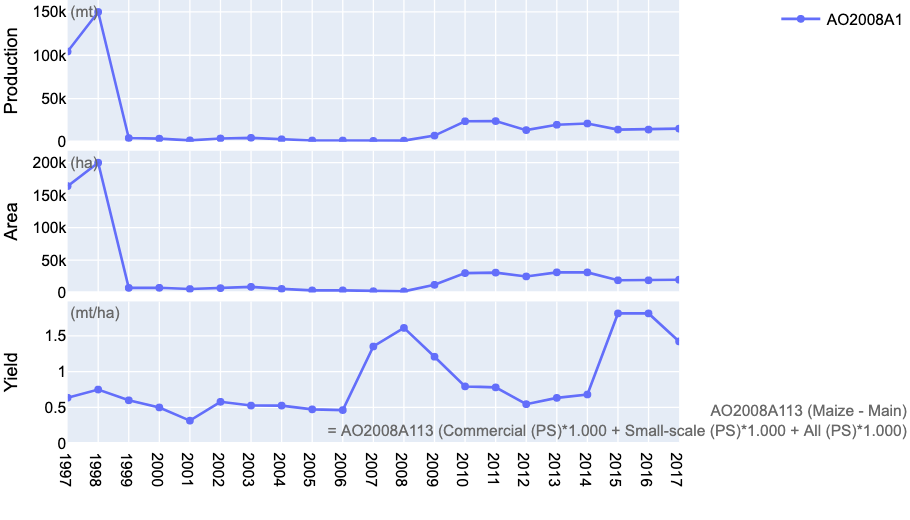 150k (mt)
AO2008A1
100k
50k
0
Production
200k (ha)
150k
100k
50k
0
Area
(mt/ha)
1.5
1
0.5
0
Yield
AO2008A113 (Maize - Main)
= AO2008A113 (Commercial (PS)*1.000 + Small-scale (PS)*1.000 + All (PS)*1.000)
1997 1998 1999 2000 2001 2002 2003 2004 2005 2006 2007 2008 2009 2010 2011 2012 2013 2014 2015 2016 2017